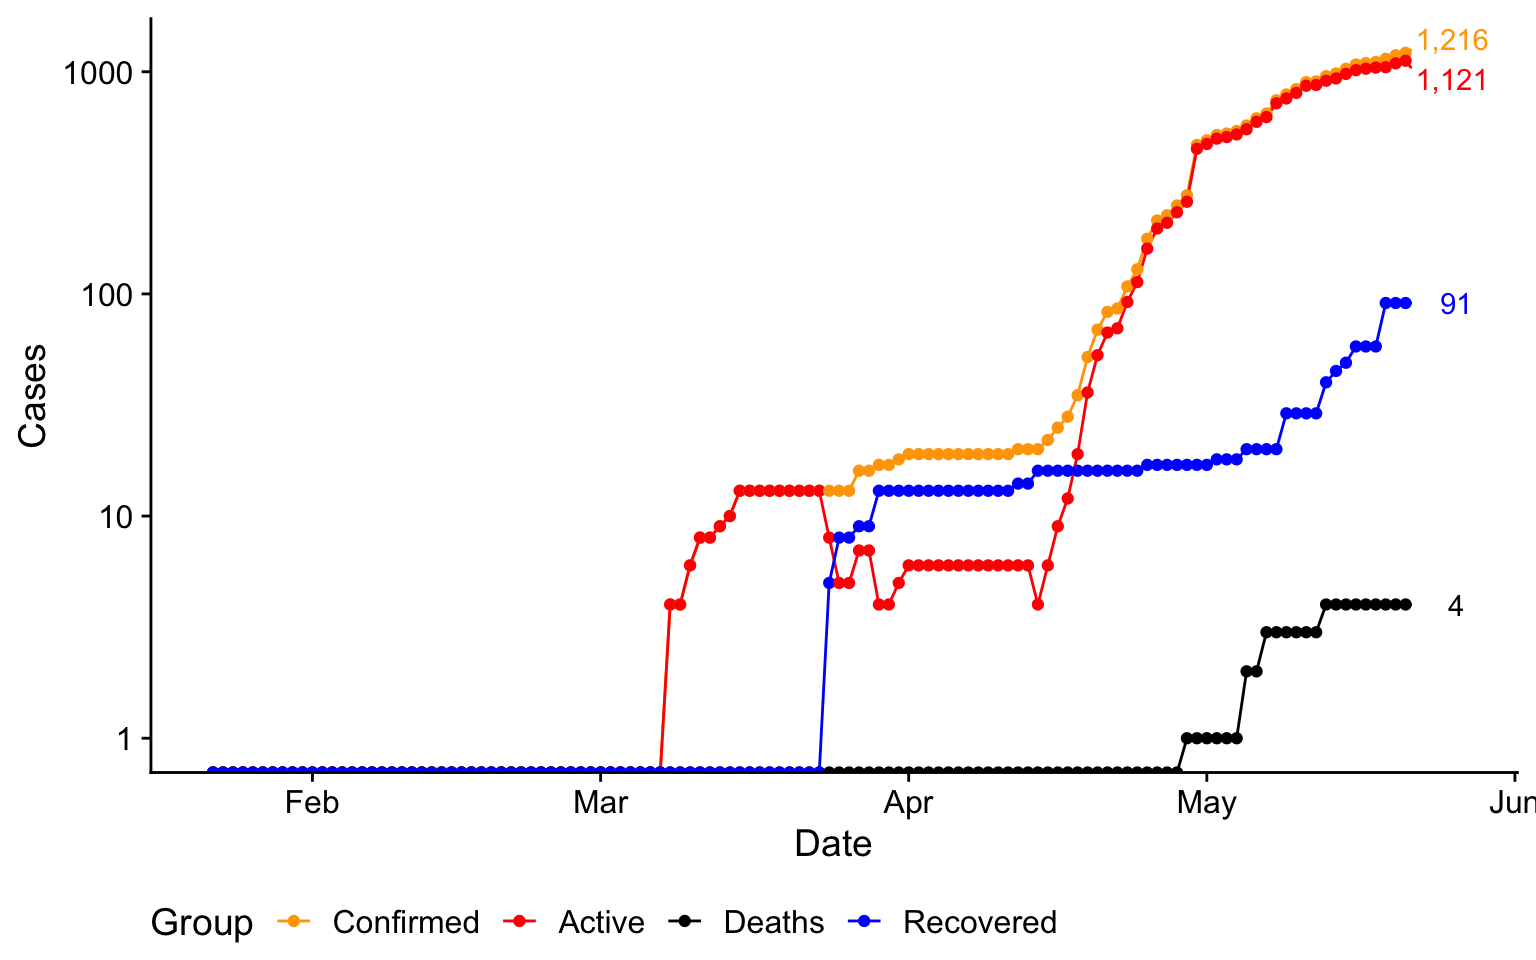 1,216
1000
1,121
100
91
Cases
10
4
1
Feb Mar Apr May Jun
Date
Group Confirmed Active Deaths Recovered